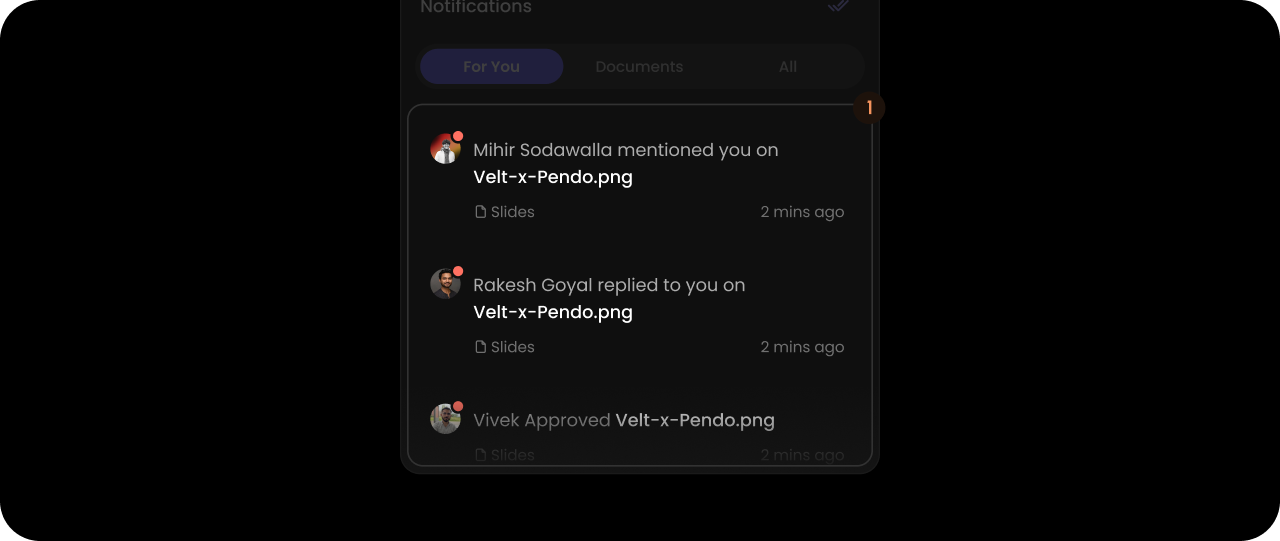 Notifications
For You Documents All
1
Mihir Sodawalla mentioned you on
Velt-x-Pendo.png
Slides 2 mins ago
Rakesh Goyal replied to you on
Velt-x-Pendo.png
Slides 2 mins ago
Vivek Approved Velt-x-Pendo.png
Slides 2 mins ago